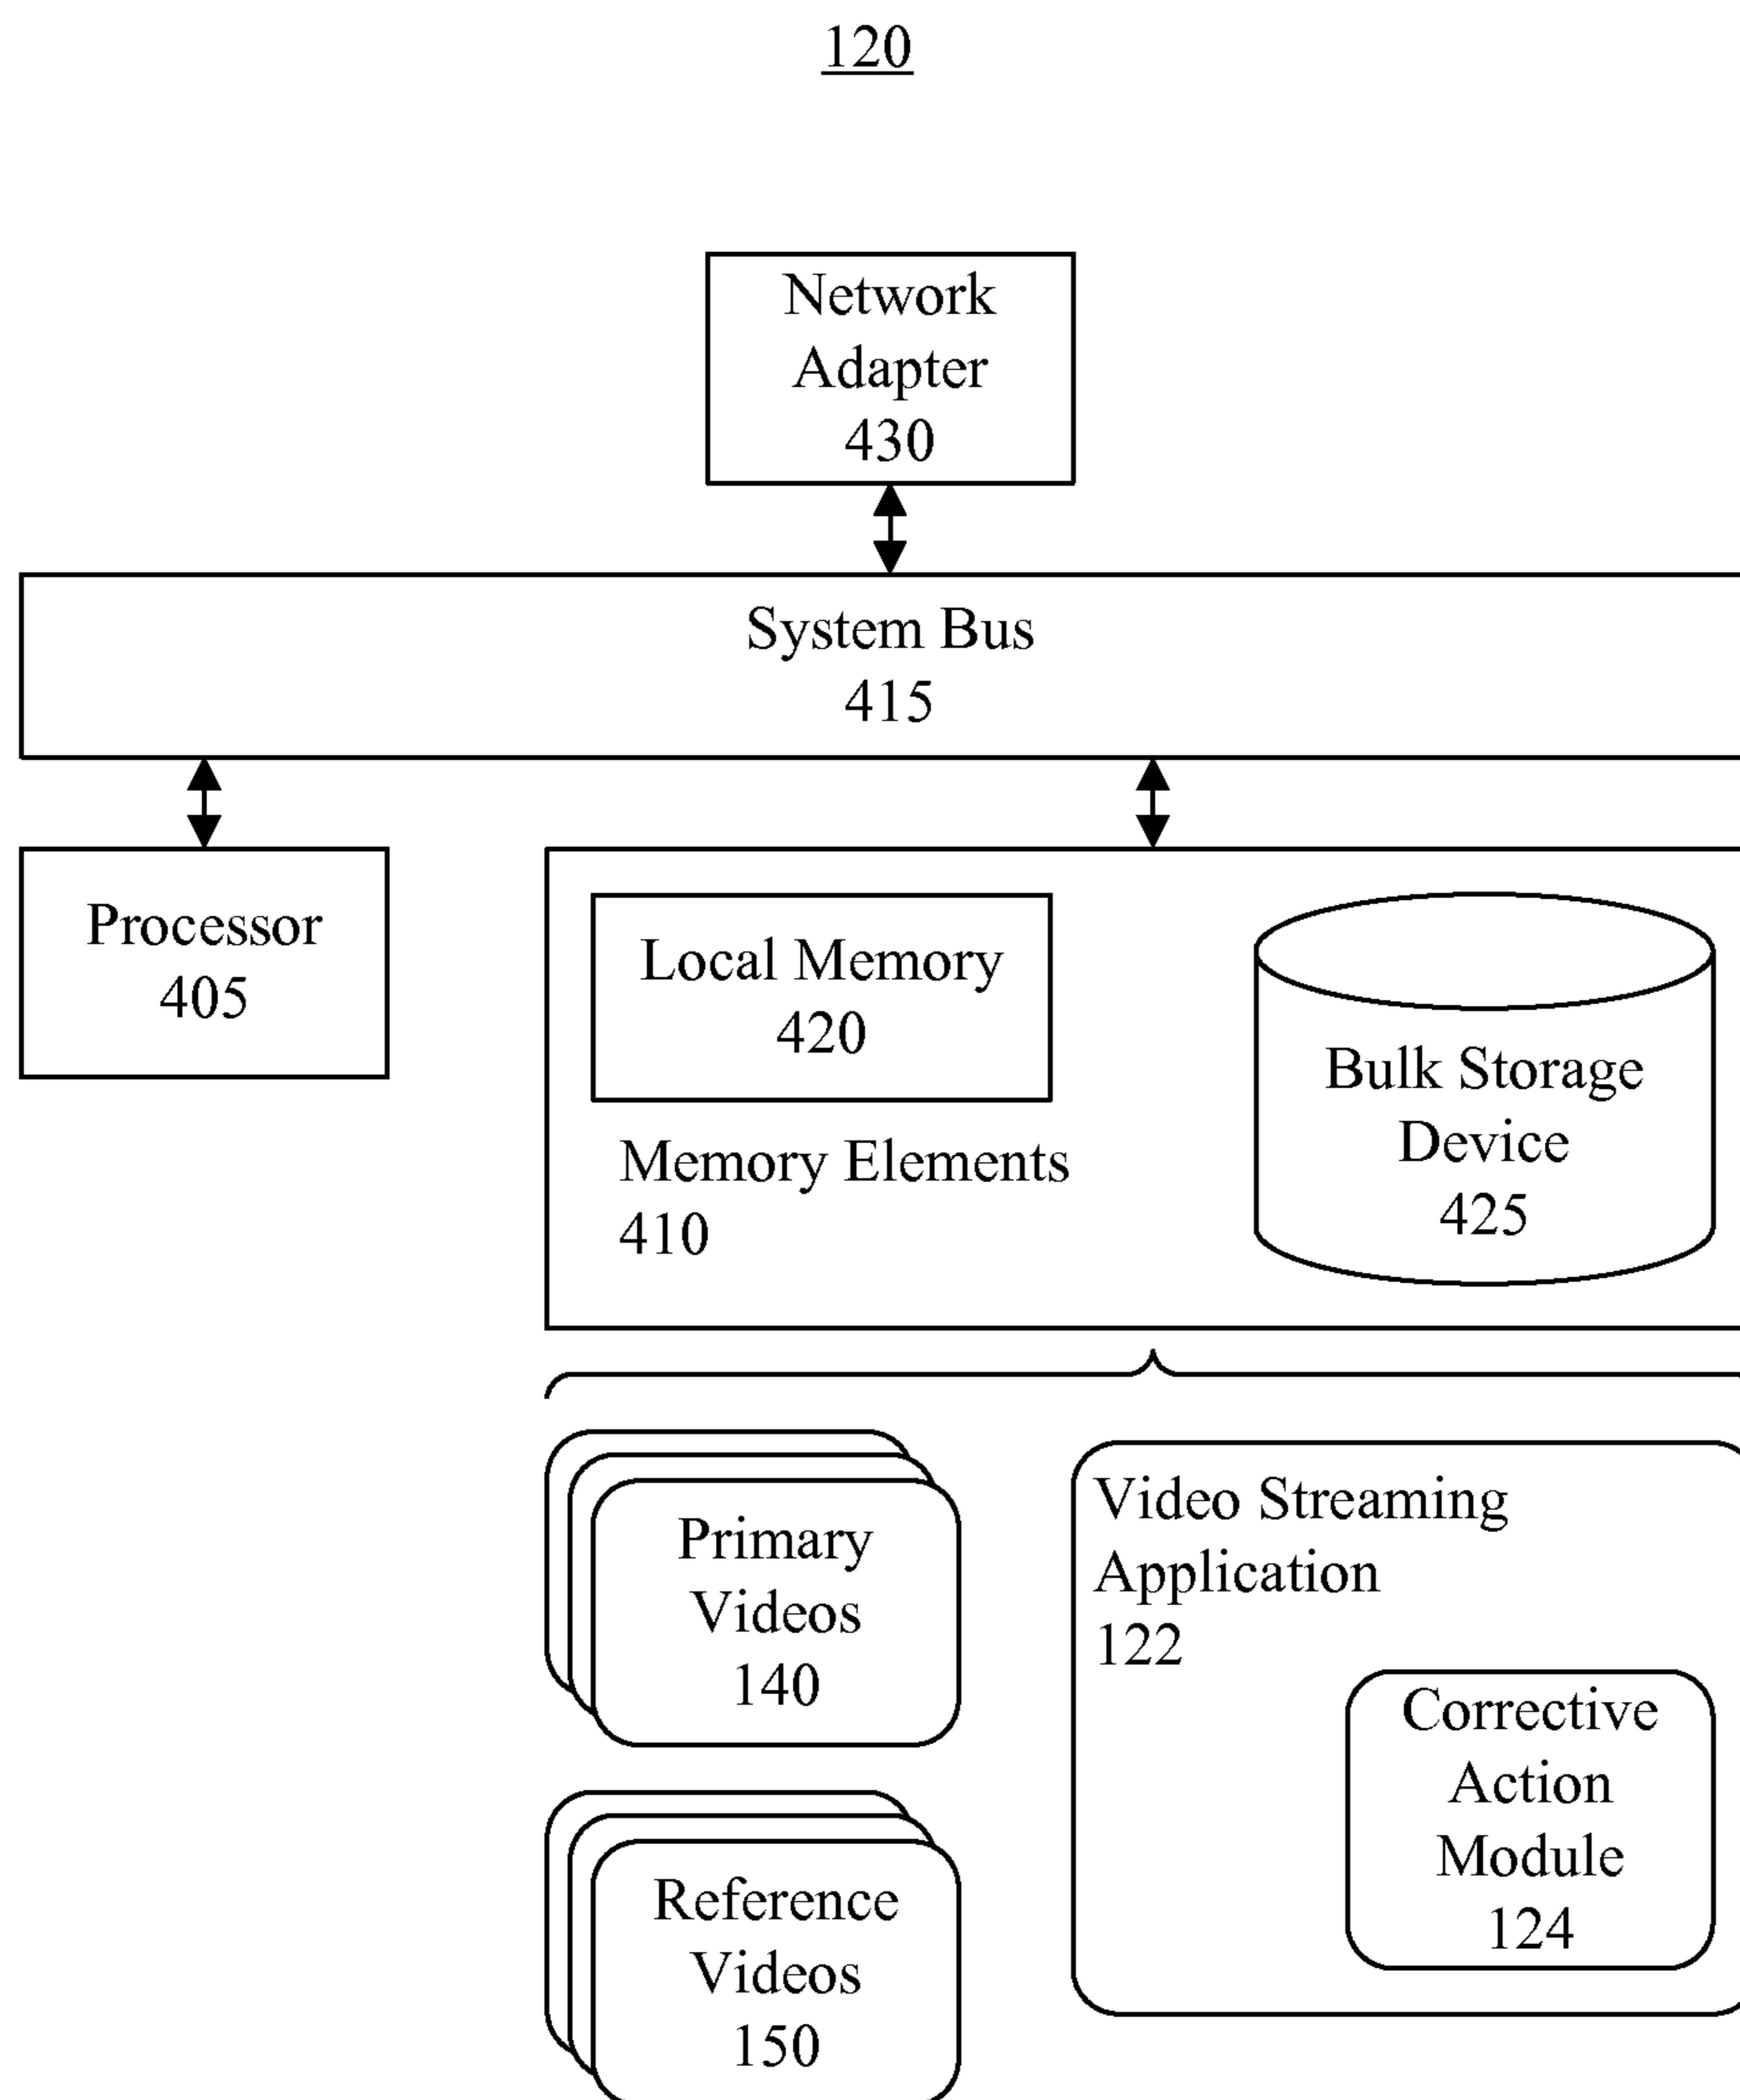 120
Network
Adapter
430
System Bus
415
Processor
405
Local Memory
420
Memory Elements
410
Bulk Storage
Device
425
Primary
Videos
140
Video Streaming
Application
122
Corrective
Action
Module
124
Reference
Videos
150